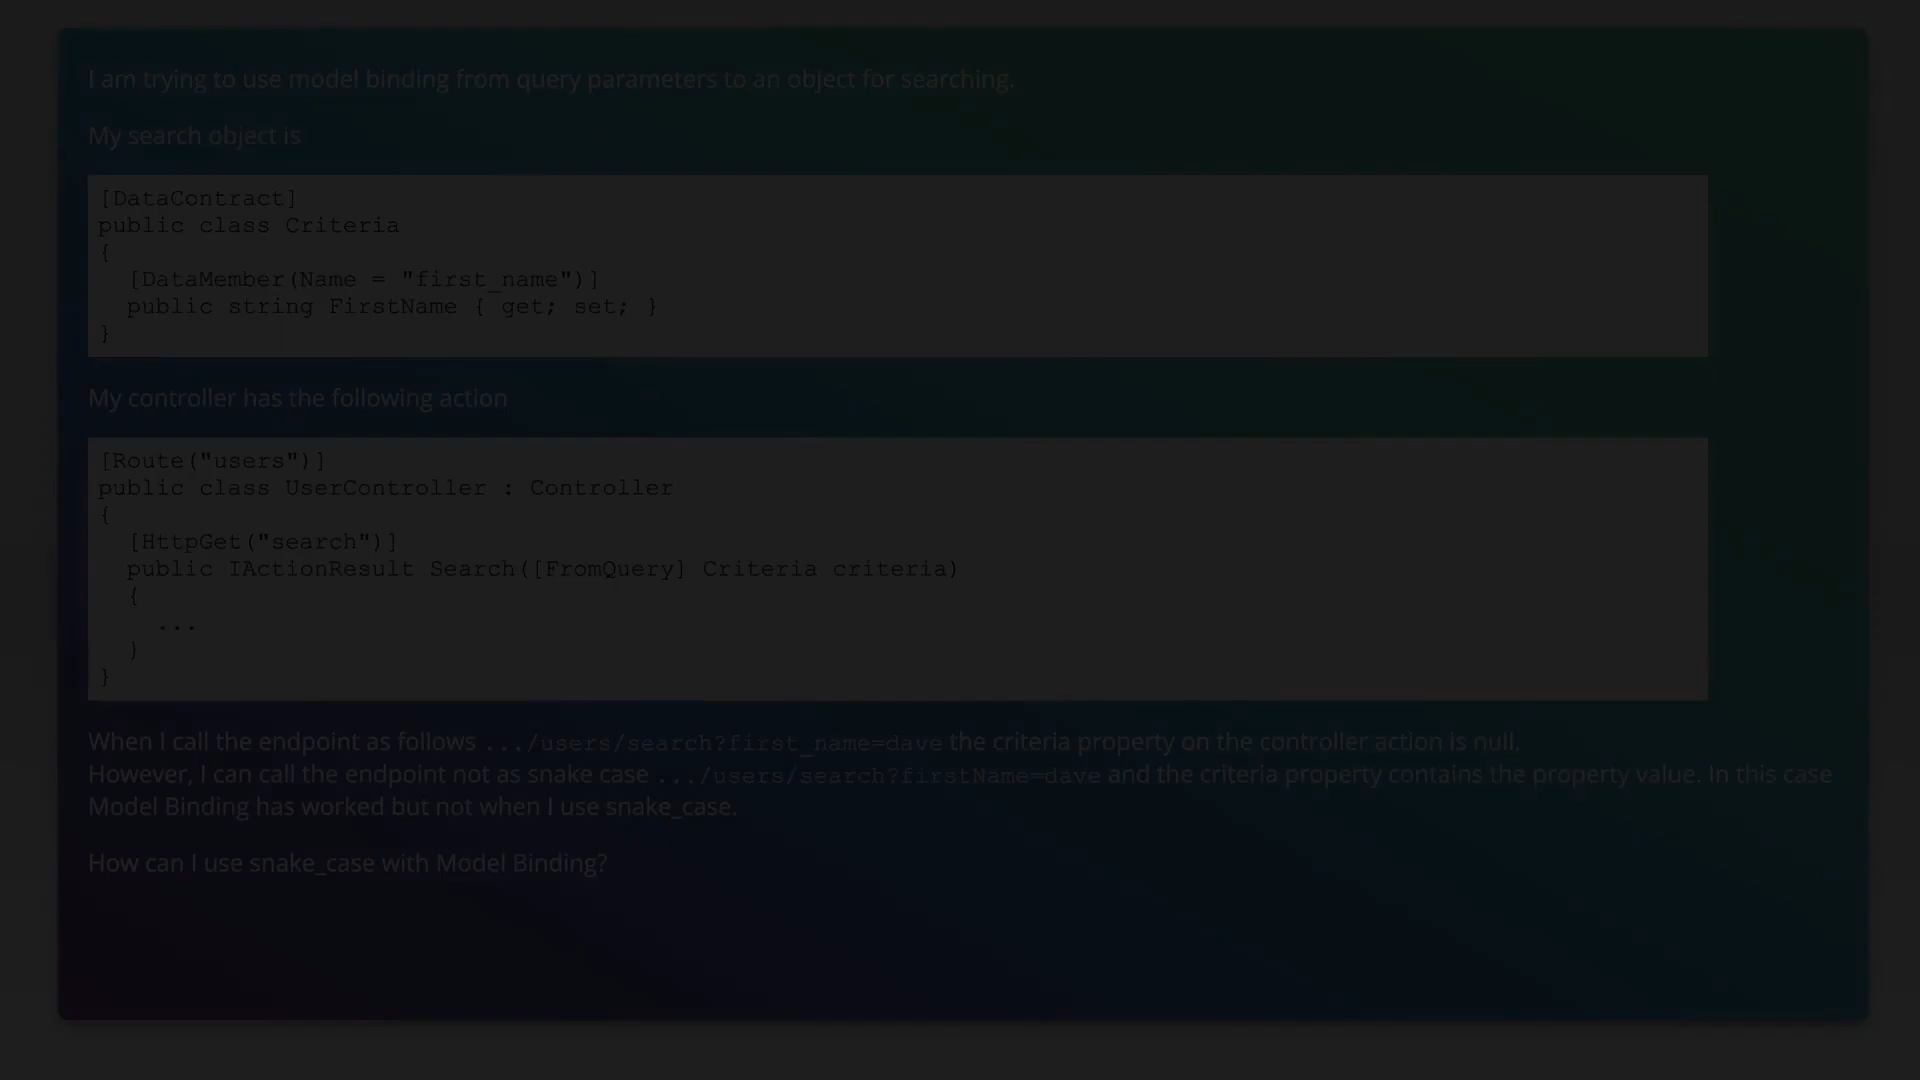 I am trying to use model binding from query parameters to an object for searching.
My search object is
[DataContract]
public class Criteria
{
  [DataMember(Name = "first_name")]
  public string FirstName { get; set; }
}
My controller has the following action
[Route("users")]
public class UserController : Controller
{
  [HttpGet("search")]
  public IActionResult Search([FromQuery] Criteria criteria)
  {
    ...
  }
}
When I call the endpoint as follows .../users/search?first_name=dave the criteria property on the controller action is null.
However, I can call the endpoint not as snake case .../users/search?firstName=dave and the criteria property contains the property value. In this case
Model Binding has worked but not when I use snake_case.
How can I use snake_case with Model Binding?